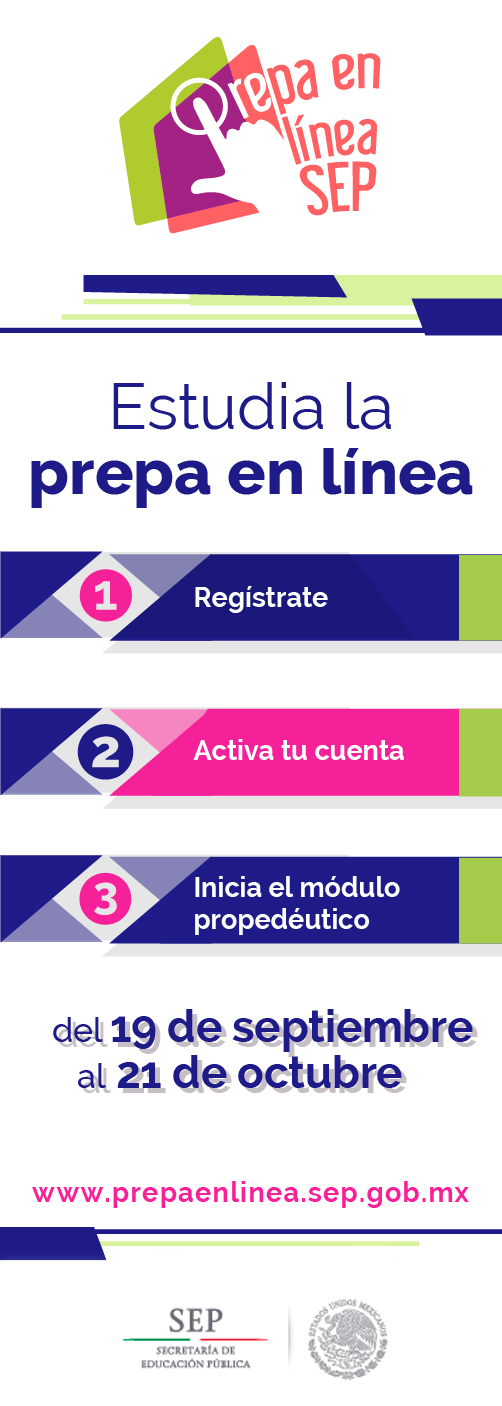 Prepa en
línea
SEP
Estudia la
prepa en línea
1 Regístrate
2 Activa tu cuenta
3 Inicia el módulo
propedéutico
del 19 de septiembre
al 21 de octubre
www.prepaenlinea.sep.gob.mx
SEP
SECRETARÍA DE
EDUCACIÓN PÚBLICA
ESTADOS UNIDOS MEXICANOS